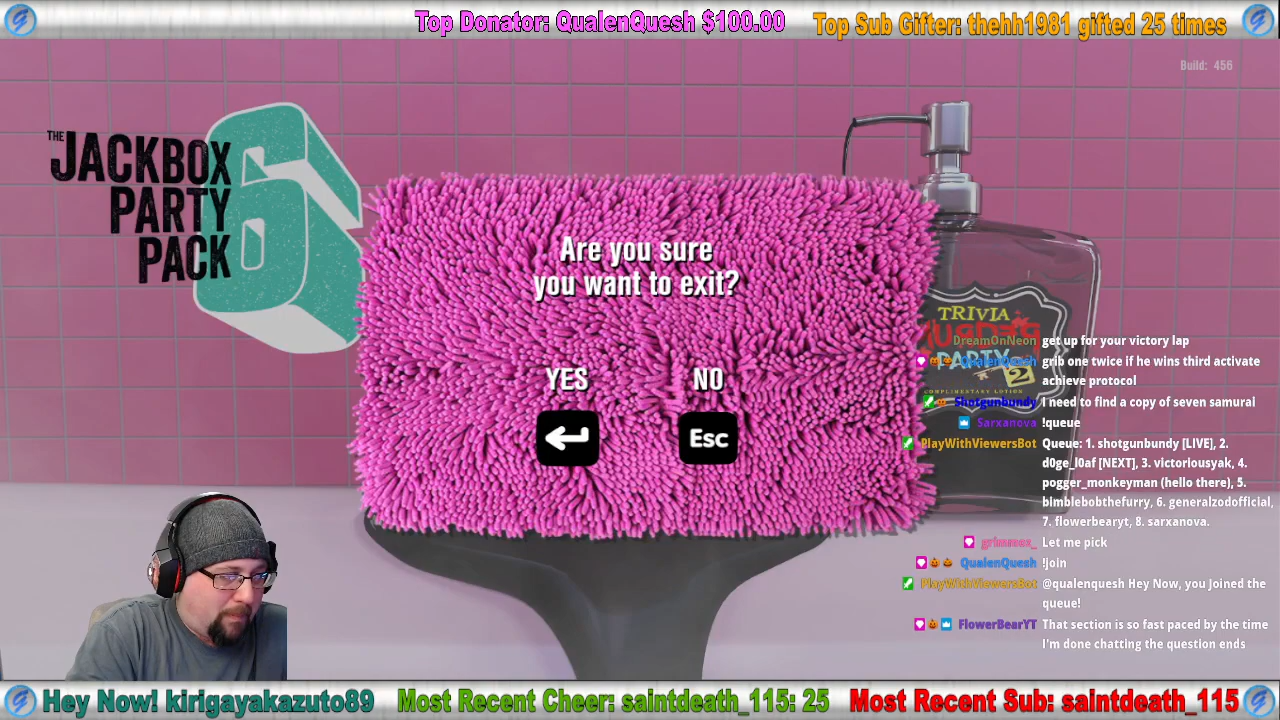 Top Donator: QualenQuesh $100.00
Top Sub Gifter: thehh1981 gifted 25 times
Build: 456
THE
JACKBOX
PARTY
PACK
6
Are you sure
you want to exit?
YES
NO
Esc
TRIVIA
MURDER
PARTY
2
COMPLIMENTARY LOTION
DreamOnNeon get up for your victory lap
QualenQuesh grib one twice if he wins third activate
achieve protocol
Shotgunbundy I need to find a copy of seven samurai
Sarxanova !queue
PlayWithViewersBot Queue: 1. shotgunbundy [LIVE], 2.
d0ge_l0af [NEXT], 3. victoriousyak, 4.
pogger_monkeyman (hello there), 5.
bimblebobthefurry, 6. generalzodofficial,
7. flowerbearyt, 8. sarxanova.
Let me pick
QualenQuesh !join
PlayWithViewersBot @qualenquesh Hey Now, you Joined the
queue!
FlowerBearYT That section is so fast paced by the time
I'm done chatting the question ends
Hey Now! kirigayakazuto89
Most Recent Cheer: saintdeath_115: 25
Most Recent Sub: saintdeath_115